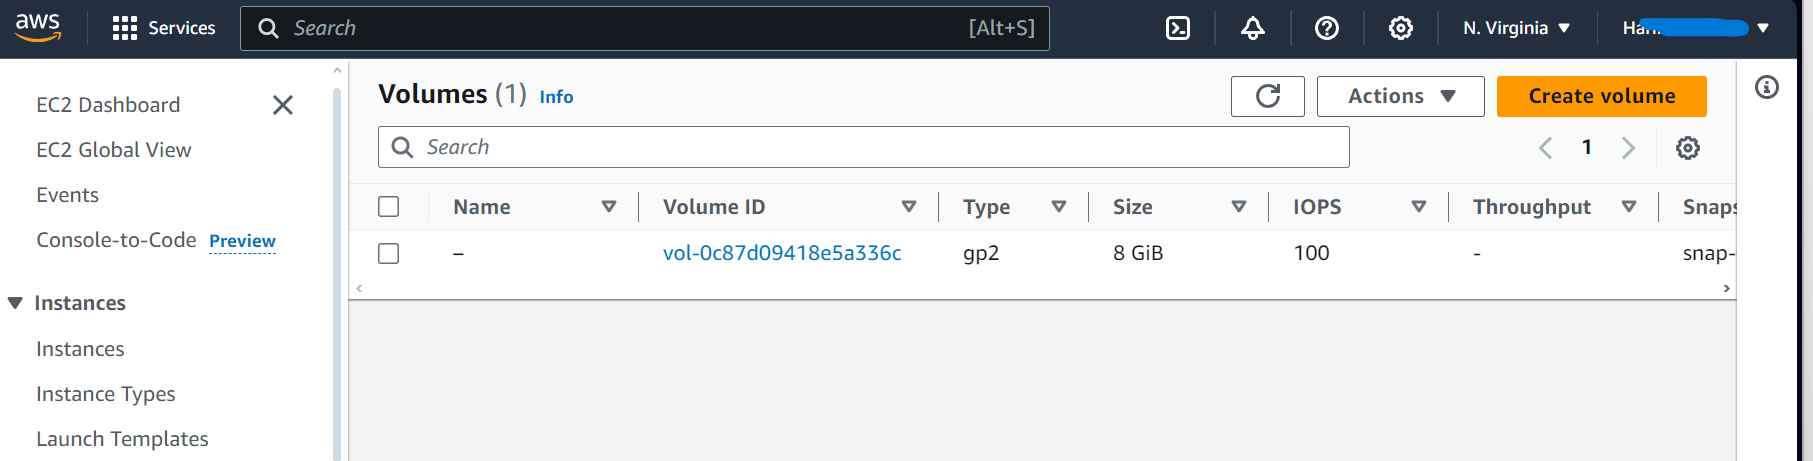 aws Services Search [Alt+S] N. Virginia
EC2 Dashboard
EC2 Global View
Events
Console-to-Code Preview
Instances
Instances
Instance Types
Launch Templates
Volumes (1) Info Actions Create volume
Search 1
Name Volume ID Type Size IOPS Throughput Snaps
– vol-0c87d09418e5a336c gp2 8 GiB 100 - snap-